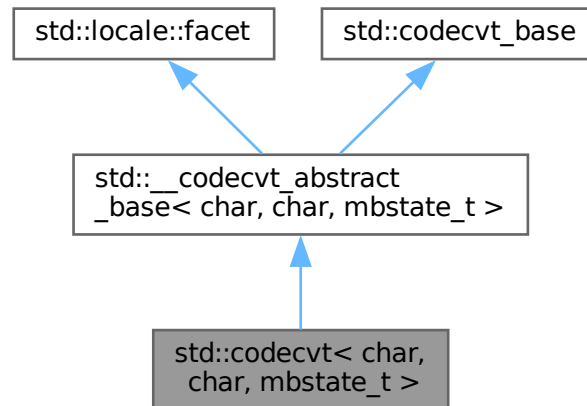 std::locale::facet
std::codecvt_base
std::__codecvt_abstract
_base< char, char, mbstate_t >
std::codecvt< char,
char, mbstate_t >